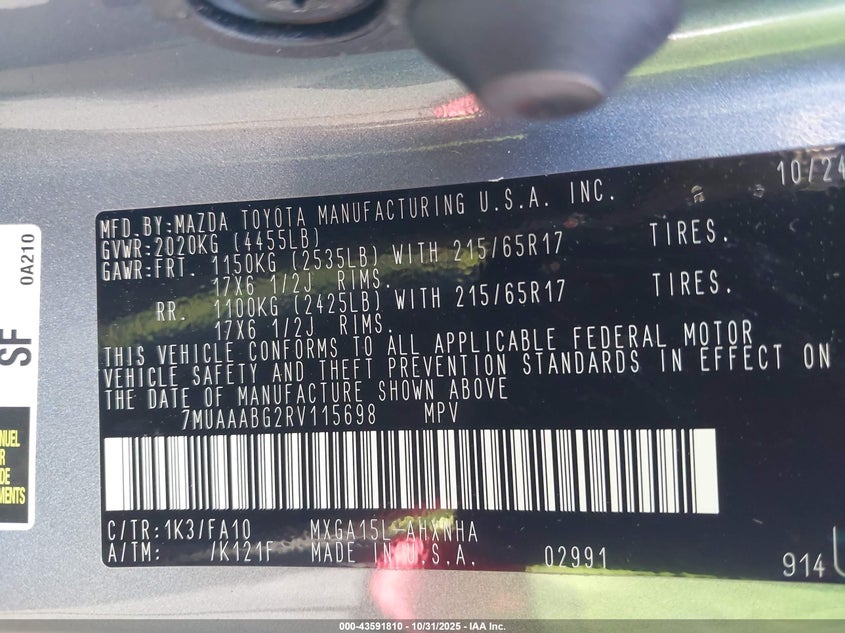 10/24
MFD.BY:MAZDA TOYOTA MANUFACTURING U.S.A. INC.
GVWR:2020KG (4455LB)
GAWR:FRT. 1150KG (2535LB) WITH 215/65R17 TIRES.
17X6 1/2J RIMS.
RR. 1100KG (2425LB) WITH 215/65R17 TIRES.
17X6 1/2J RIMS.
THIS VEHICLE CONFORMS TO ALL APPLICABLE FEDERAL MOTOR
VEHICLE SAFETY AND THEFT PREVENTION STANDARDS IN EFFECT ON
THE DATE OF MANUFACTURE SHOWN ABOVE
7MUAAABG2RV115698 MPV
C/TR:1K3/FA10 MXGA15L-AHXNHA
A/TM: /K121F MADE IN U.S.A. 02991 914
0A210
SF
NUEL
R
DE
MENTS
000-43591810 - 10/31/2025 - IAA Inc.